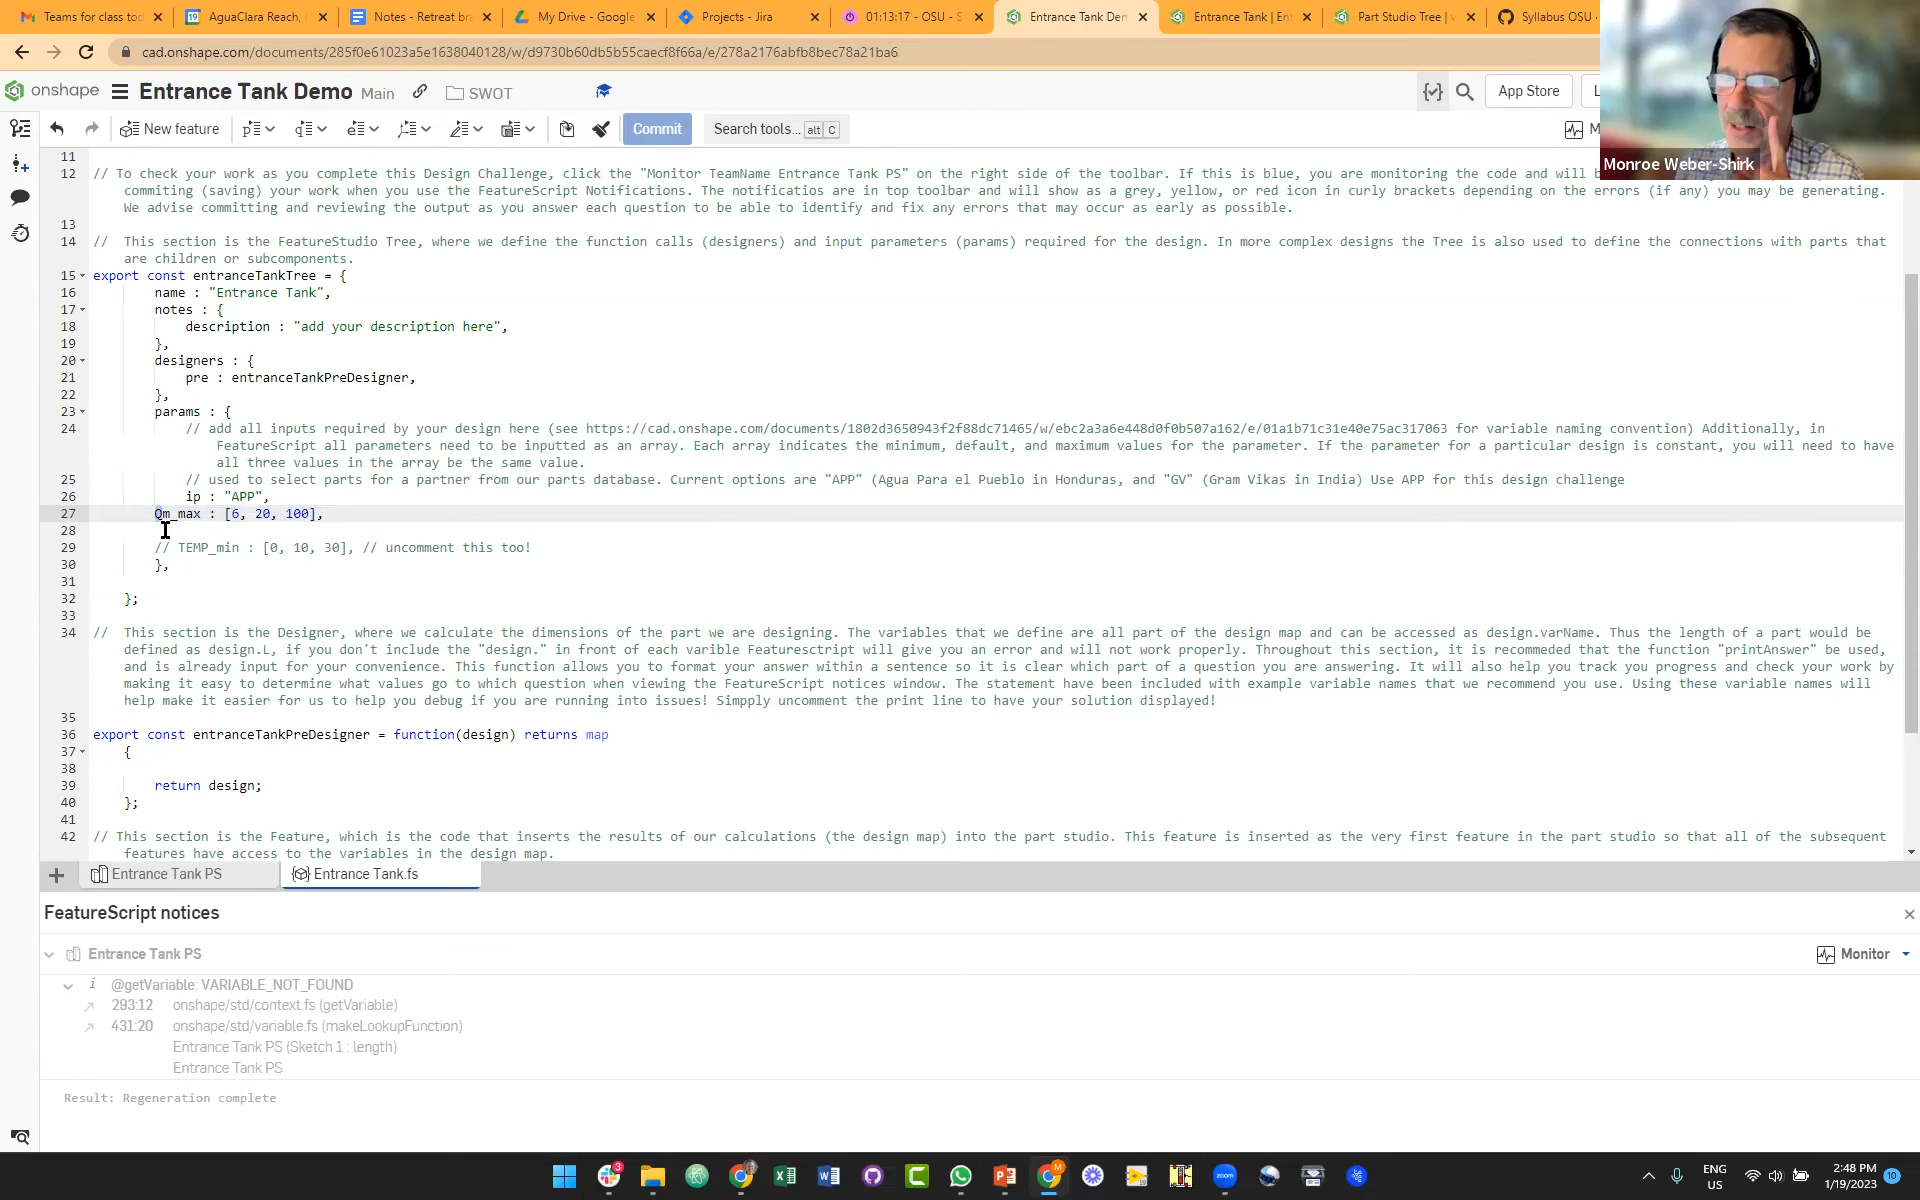 Teams for class tod
AguaClara Reach,
Notes - Retreat br
My Drive - Google
Projects - Jira
01:13:17 - OSU - S
Entrance Tank Den
Entrance Tank | Ent
Part Studio Tree | v
Syllabus OSU
cad.onshape.com/documents/285f0e61023a5e1638040128/w/d9730b60db5b55caecf8f66a/e/278a2176abfb8bec78a21ba6
onshape Entrance Tank Demo Main SWOT App Store
New feature Commit Search tools... alt C
Monroe Weber-Shirk
11
12 // To check your work as you complete this Design Challenge, click the "Monitor TeamName Entrance Tank PS" on the right side of the toolbar. If this is blue, you are monitoring the code and will b
commiting (saving) your work when you use the FeatureScript Notifications. The notificatios are in top toolbar and will show as a grey, yellow, or red icon in curly brackets depending on the errors (if any) you may be generating.
We advise committing and reviewing the output as you answer each question to be able to identify and fix any errors that may occur as early as possible.
13
14 // This section is the FeatureStudio Tree, where we define the function calls (designers) and input parameters (params) required for the design. In more complex designs the Tree is also used to define the connections with parts that
are children or subcomponents.
15 export const entranceTankTree = {
16 name : "Entrance Tank",
17 notes : {
18 description : "add your description here",
19 },
20 designers : {
21 pre : entranceTankPreDesigner,
22 },
23 params : {
24 // add all inputs required by your design here (see https://cad.onshape.com/documents/1802d3650943f2f88dc71465/w/ebc2a3a6e448d0f0b507a162/e/01a1b71c31e40e75ac317063 for variable naming convention) Additionally, in
FeatureScript all parameters need to be inputted as an array. Each array indicates the minimum, default, and maximum values for the parameter. If the parameter for a particular design is constant, you will need to have
all three values in the array be the same value.
25 // used to select parts for a partner from our parts database. Current options are "APP" (Agua Para el Pueblo in Honduras, and "GV" (Gram Vikas in India) Use APP for this design challenge
26 ip : "APP",
27 Qm_max : [6, 20, 100],
28
29 // TEMP_min : [0, 10, 30], // uncomment this too!
30 },
31
32 };
33
34 // This section is the Designer, where we calculate the dimensions of the part we are designing. The variables that we define are all part of the design map and can be accessed as design.varName. Thus the length of a part would be
defined as design.L, if you don't include the "design." in front of each varible Featuresctript will give you an error and will not work properly. Throughout this section, it is recommeded that the function "printAnswer" be used,
and is already input for your convenience. This function allows you to format your answer within a sentence so it is clear which part of a question you are answering. It will also help you track you progress and check your work by
making it easy to determine what values go to which question when viewing the FeatureScript notices window. The statement have been included with example variable names that we recommend you use. Using these variable names will
help make it easier for us to help you debug if you are running into issues! Simpply uncomment the print line to have your solution displayed!
35
36 export const entranceTankPreDesigner = function(design) returns map
37 {
38
39 return design;
40 };
41
42 // This section is the Feature, which is the code that inserts the results of our calculations (the design map) into the part studio. This feature is inserted as the very first feature in the part studio so that all of the subsequent
features have access to the variables in the design map.
Entrance Tank PS Entrance Tank.fs
FeatureScript notices
Entrance Tank PS Monitor
@getVariable: VARIABLE_NOT_FOUND
293:12 onshape/std/context.fs (getVariable)
431:20 onshape/std/variable.fs (makeLookupFunction)
Entrance Tank PS (Sketch 1 : length)
Entrance Tank PS
Result: Regeneration complete
ENG
US
2:48 PM
1/19/2023